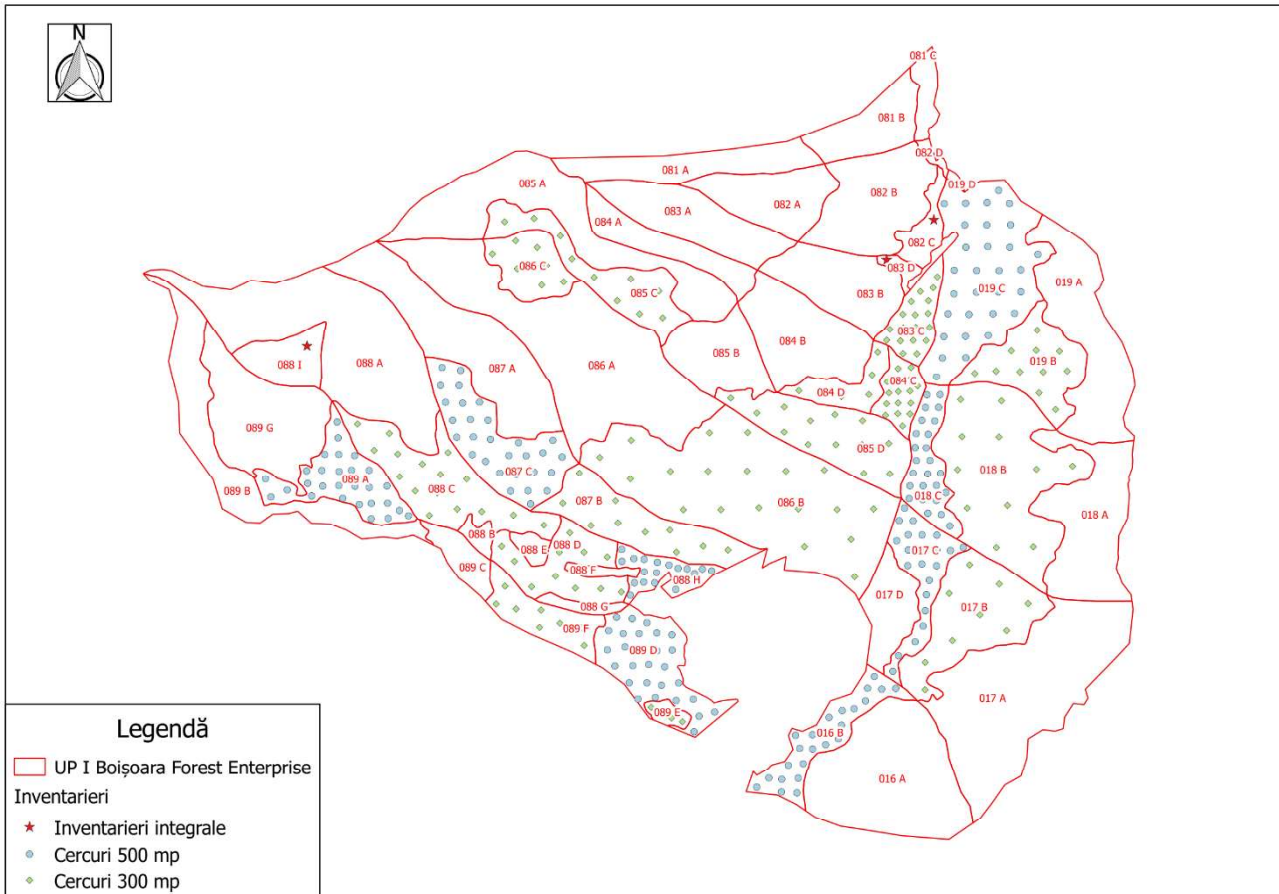 N
081 C
081 B
082 D
081 A
085 A
082 B
019 D
082 A
083 A
084 A
082 C
086 C
083 D
019 A
085 C
083 B
019 C
083 C
084 B
085 B
088 I
088 A
087 A
086 A
019 B
084 C
084 D
089 G
085 D
018 B
087 C
089 A
088 C
089 B
018 C
087 B
086 B
018 A
088 B
088 E
088 D
017 C
089 C
088 F
088 H
017 D
088 G
017 B
089 F
089 D
017 A
089 E
016 B
016 A
Legendă
UP I Boișoara Forest Enterprise
Inventarieri
Inventarieri integrale
Cercuri 500 mp
Cercuri 300 mp